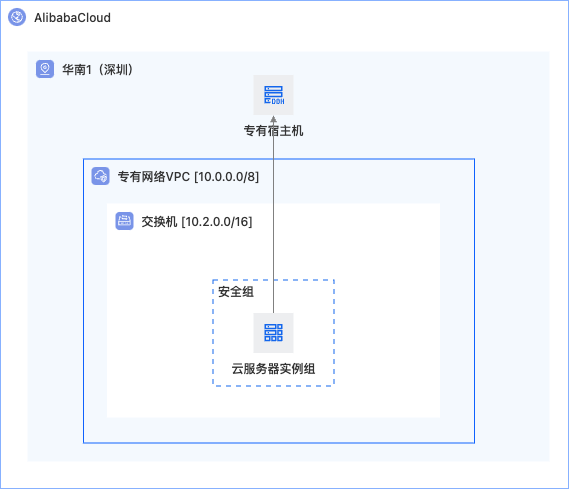 AlibabaCloud
华南1（深圳）
DDH
专有宿主机
专有网络VPC [10.0.0.0/8]
交换机 [10.2.0.0/16]
安全组
云服务器实例组